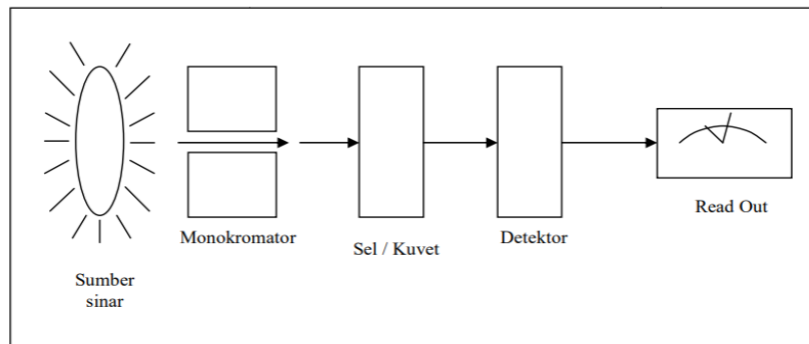 Monokromator
Sel / Kuvet
Detektor
Read Out
Sumber
sinar